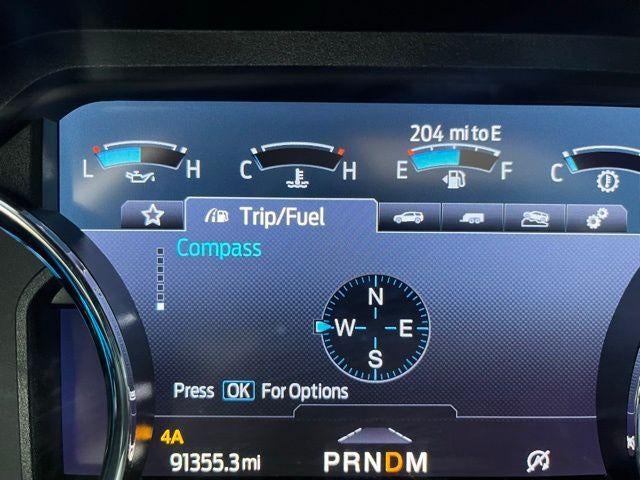 204 mi to E
L H C H E F C
Trip/Fuel
Compass
N
W E
S
Press OK For Options
4A
91355.3 mi PRNDM